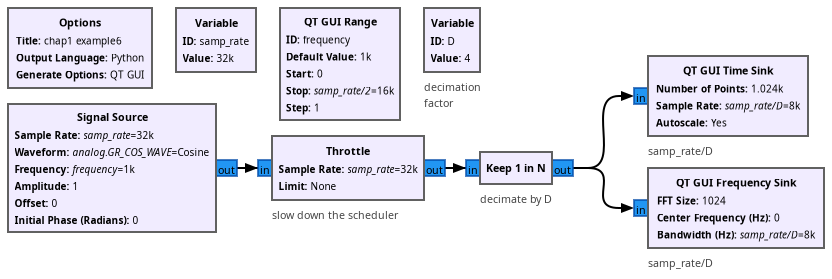 Options
Title: chap1 example6
Output Language: Python
Generate Options: QT GUI
Variable
ID: samp_rate
Value: 32k
QT GUI Range
ID: frequency
Default Value: 1k
Start: 0
Stop: samp_rate/2=16k
Step: 1
Variable
ID: D
Value: 4
decimation
factor
Signal Source
Sample Rate: samp_rate=32k
Waveform: analog.GR_COS_WAVE=Cosine
Frequency: frequency=1k
Amplitude: 1
Offset: 0
Initial Phase (Radians): 0
out
in
Throttle
Sample Rate: samp_rate=32k
Limit: None
out
slow down the scheduler
in
Keep 1 in N
out
decimate by D
in
QT GUI Time Sink
Number of Points: 1.024k
Sample Rate: samp_rate/D=8k
Autoscale: Yes
samp_rate/D
in
QT GUI Frequency Sink
FFT Size: 1024
Center Frequency (Hz): 0
Bandwidth (Hz): samp_rate/D=8k
samp_rate/D